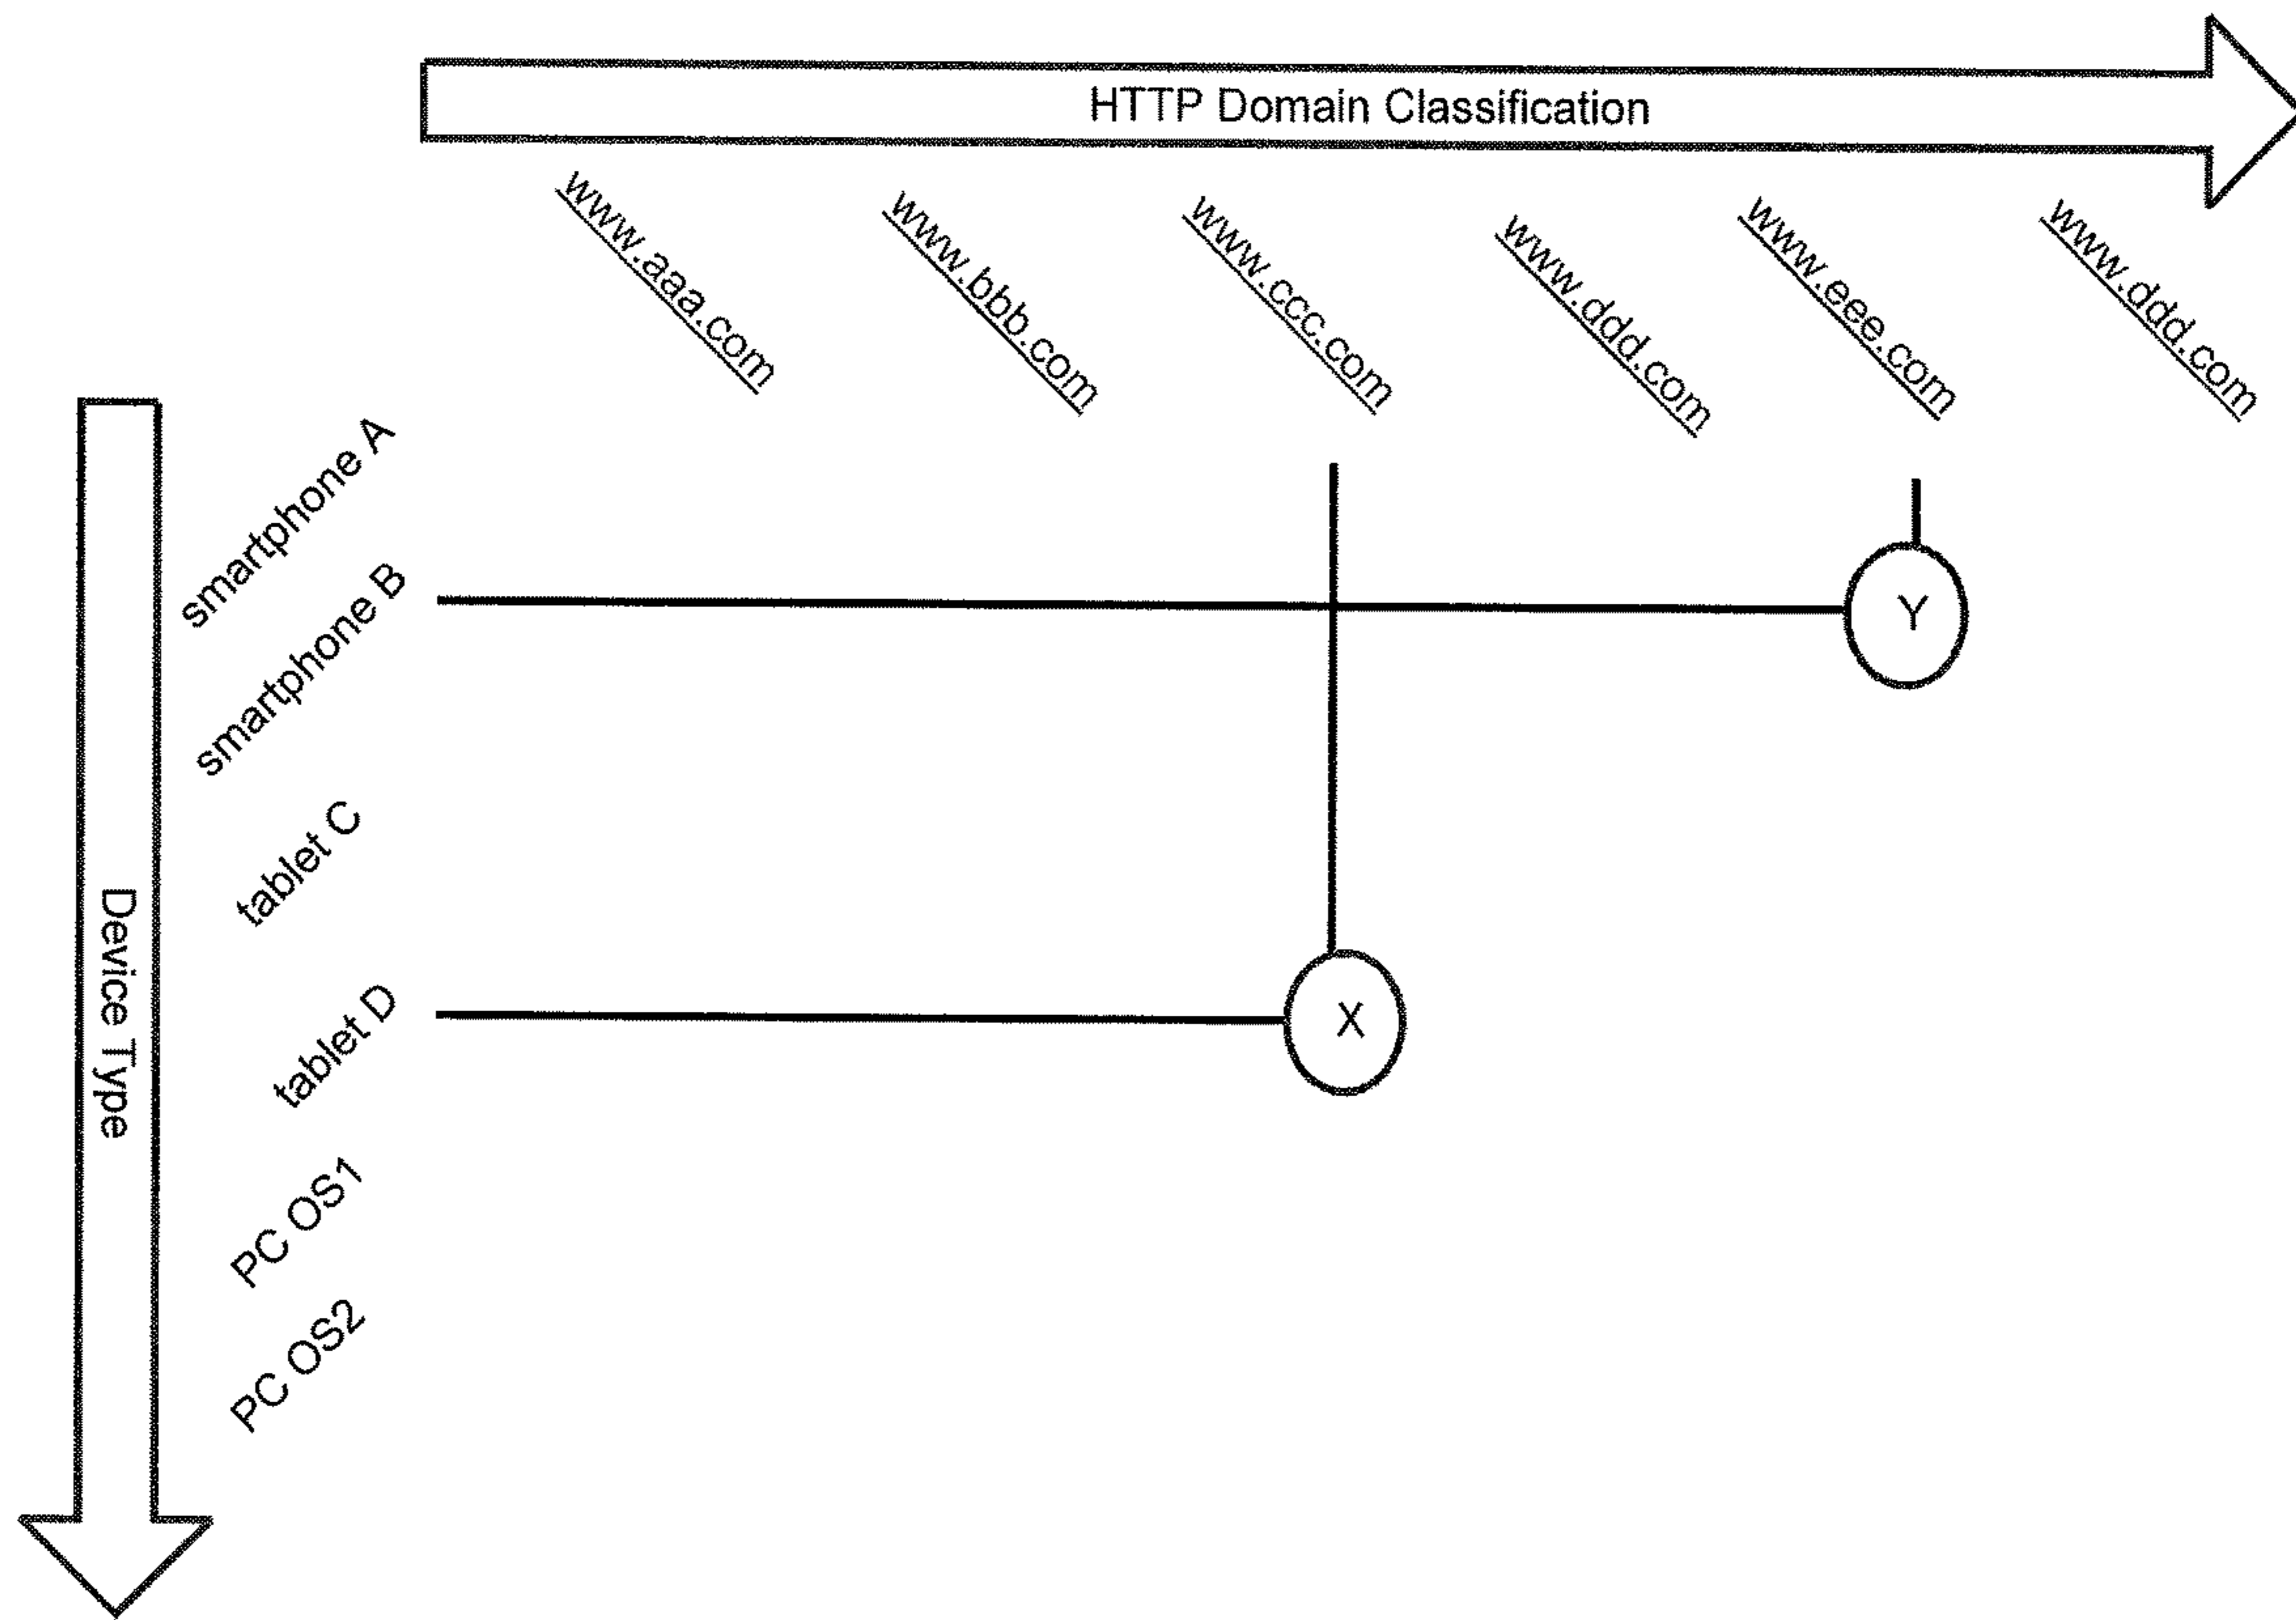 HTTP Domain Classification
www.aaa.com
www.bbb.com
www.ccc.com
www.ddd.com
www.eee.com
www.ddd.com
Device Type
smartphone A
smartphone B
tablet C
tablet D
PC OS1
PC OS2
Y
X